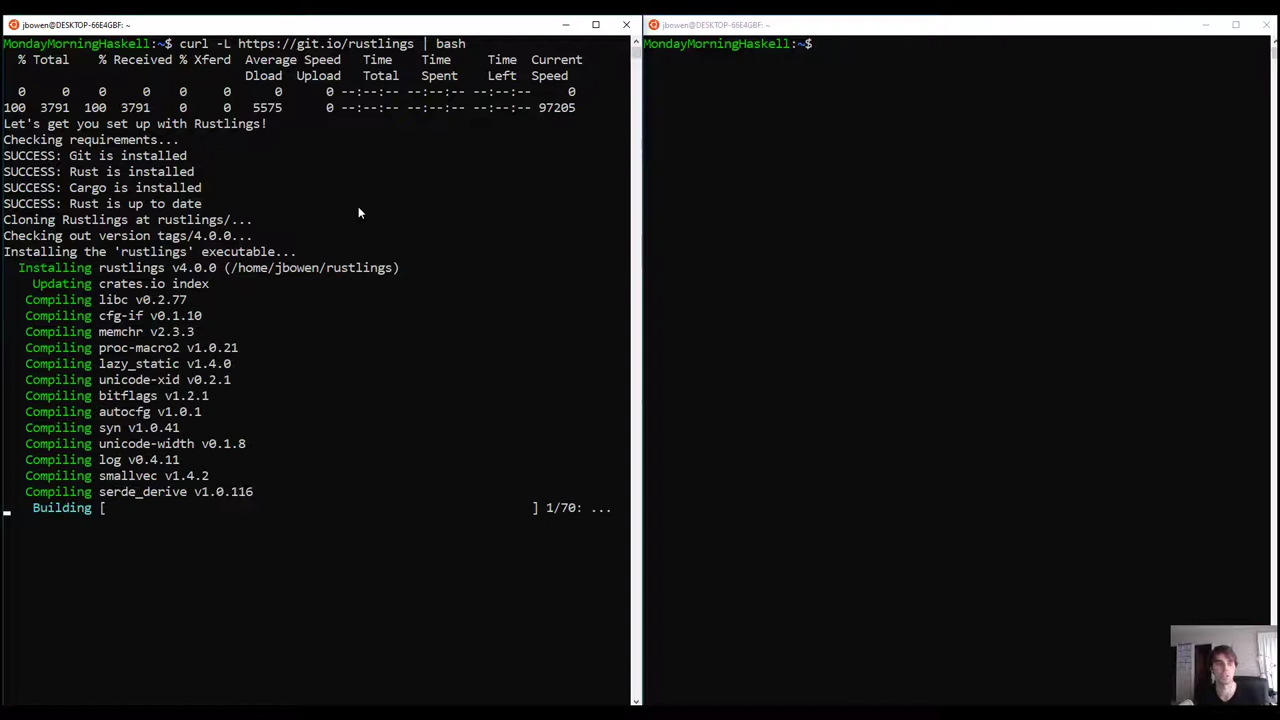 jbowen@DESKTOP-66E4GBF: ~
MondayMorningHaskell:~$ curl -L https://git.io/rustlings | bash
% Total % Received % Xferd Average Speed Time Time Time Current
Dload Upload Total Spent Left Speed
0 0 0 0 0 0 0 0 --:--:-- --:--:-- --:--:-- 0
100 3791 100 3791 0 0 5575 0 --:--:-- --:--:-- --:--:-- 97205
Let's get you set up with Rustlings!
Checking requirements...
SUCCESS: Git is installed
SUCCESS: Rust is installed
SUCCESS: Cargo is installed
SUCCESS: Rust is up to date
Cloning Rustlings at rustlings/...
Checking out version tags/4.0.0...
Installing the 'rustlings' executable...
Installing rustlings v4.0.0 (/home/jbowen/rustlings)
Updating crates.io index
Compiling libc v0.2.77
Compiling cfg-if v0.1.10
Compiling memchr v2.3.3
Compiling proc-macro2 v1.0.21
Compiling lazy_static v1.4.0
Compiling unicode-xid v0.2.1
Compiling bitflags v1.2.1
Compiling autocfg v1.0.1
Compiling syn v1.0.41
Compiling unicode-width v0.1.8
Compiling log v0.4.11
Compiling smallvec v1.4.2
Compiling serde_derive v1.0.116
Building [ ] 1/70: ...
jbowen@DESKTOP-66E4GBF: ~
MondayMorningHaskell:~$